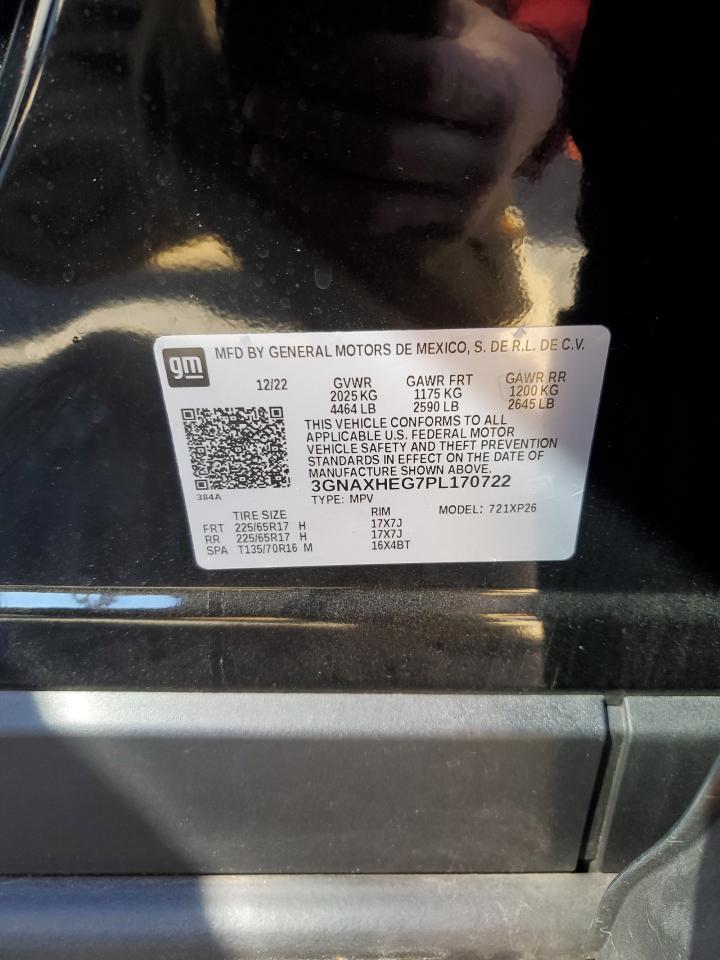 gm
MFD BY GENERAL MOTORS DE MEXICO, S. DE R.L. DE C.V.
12/22 GVWR GAWR FRT GAWR RR
2025 KG 1175 KG 1200 KG
4464 LB 2590 LB 2645 LB
THIS VEHICLE CONFORMS TO ALL
APPLICABLE U.S. FEDERAL MOTOR
VEHICLE SAFETY AND THEFT PREVENTION
STANDARDS IN EFFECT ON THE DATE OF
MANUFACTURE SHOWN ABOVE.
3GNAXHEG7PL170722
384A
TYPE: MPV MODEL: 721XP26
TIRE SIZE RIM
FRT 225/65R17 H 17X7J
RR 225/65R17 H 17X7J
SPA T135/70R16 M 16X4BT